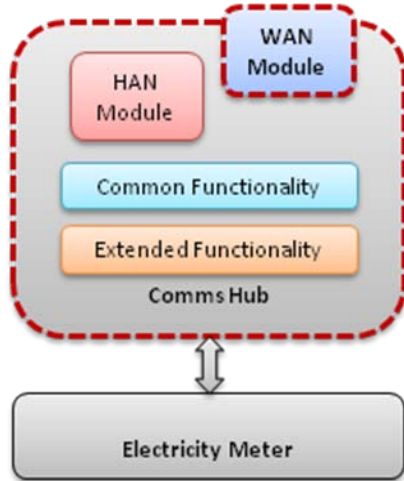 WAN
Module
HAN
Module
Common Functionality
Extended Functionality
Comms Hub
Electricity Meter